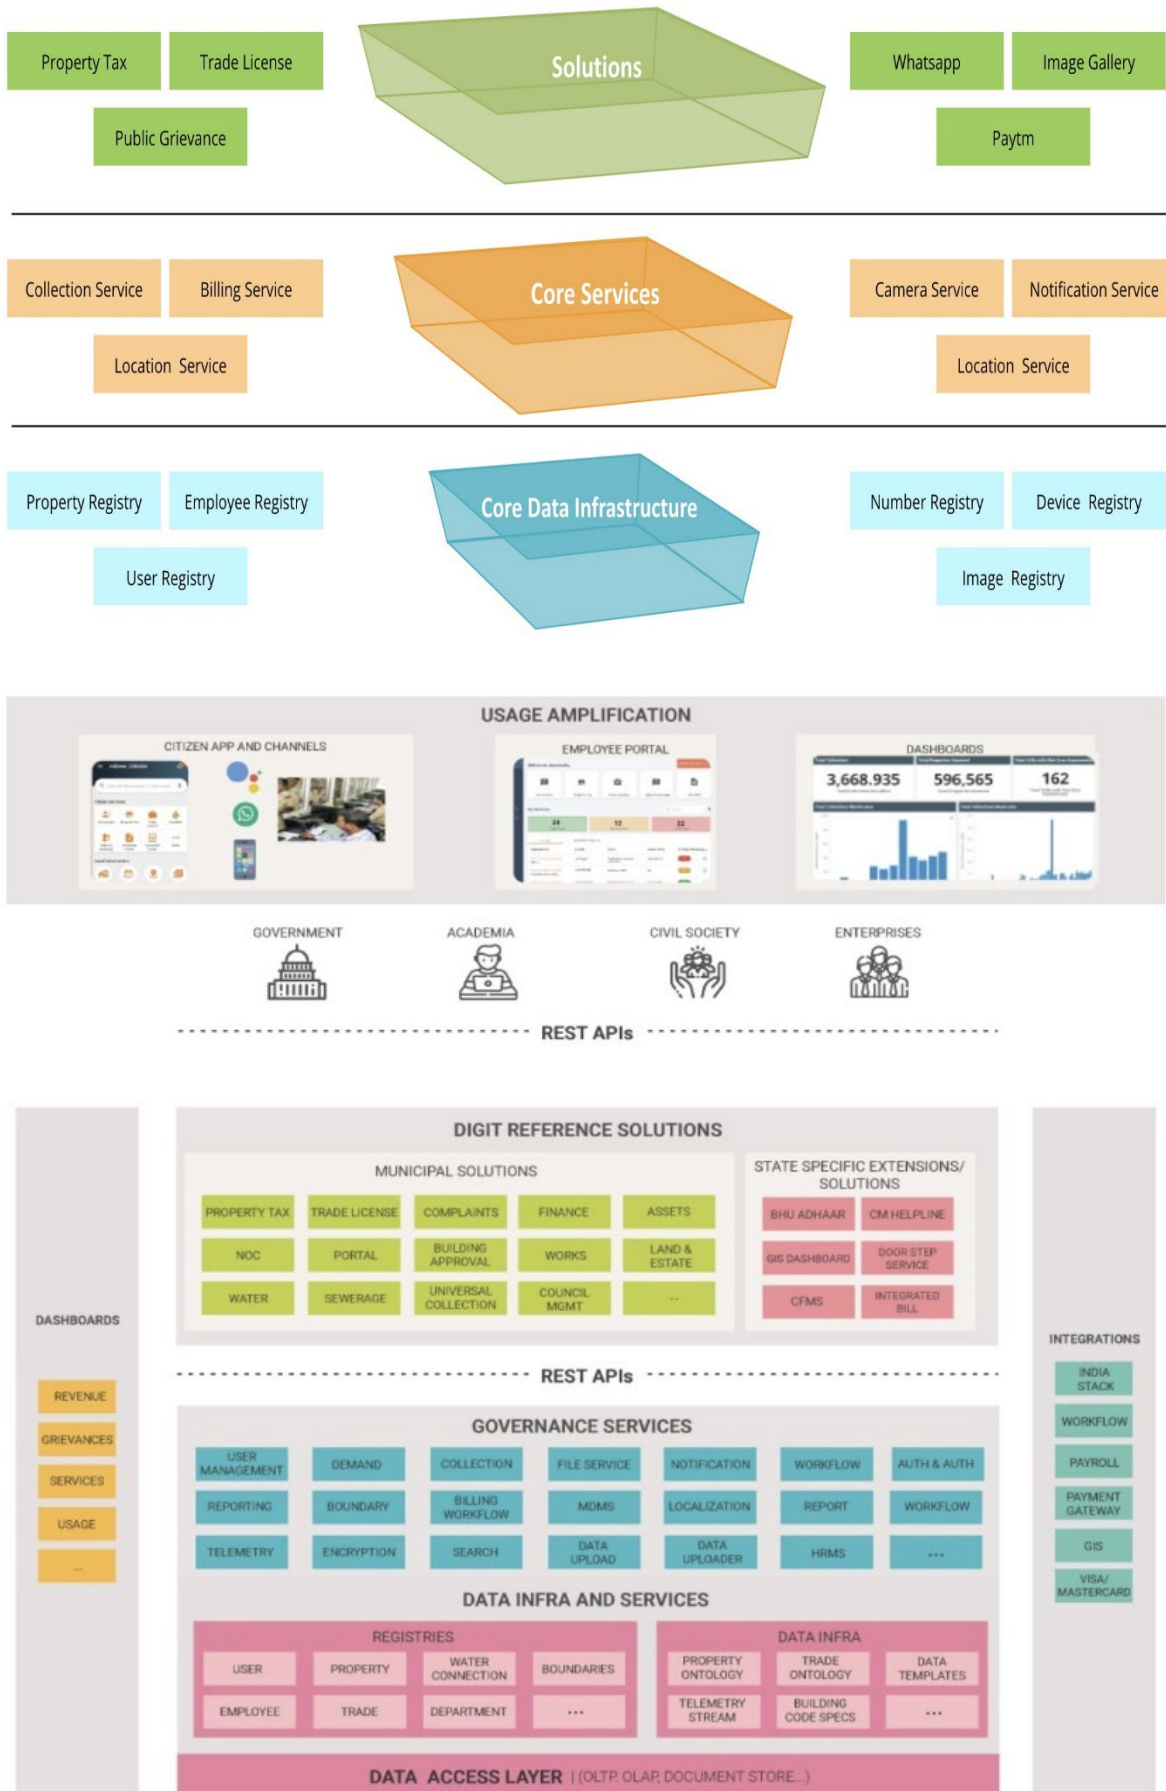 Property Tax
Trade License
Solutions
Whatsapp
Image Gallery
Public Grievance
Paytm
Collection Service
Billing Service
Core Services
Camera Service
Notification Service
Location Service
Location Service
Property Registry
Employee Registry
Core Data Infrastructure
Number Registry
Device Registry
User Registry
Image Registry
USAGE AMPLIFICATION
CITIZEN APP AND CHANNELS
EMPLOYEE PORTAL
DASHBOARDS
3,668.935
596,565
162
GOVERNMENT
ACADEMIA
CIVIL SOCIETY
ENTERPRISES
REST APIs
DIGIT REFERENCE SOLUTIONS
MUNICIPAL SOLUTIONS
PROPERTY TAX
TRADE LICENSE
COMPLAINTS
FINANCE
ASSETS
NOC
PORTAL
BUILDING
APPROVAL
WORKS
LAND &
ESTATE
WATER
SEWERAGE
UNIVERSAL
COLLECTION
COUNCIL
MGMT
...
STATE SPECIFIC EXTENSIONS/
SOLUTIONS
BHU ADHAAR
CM HELPLINE
GIS DASHBOARD
DOOR STEP
SERVICE
CFMS
INTEGRATED
BILL
DASHBOARDS
REVENUE
GRIEVANCES
SERVICES
USAGE
...
INTEGRATIONS
INDIA
STACK
WORKFLOW
PAYROLL
PAYMENT
GATEWAY
GIS
VISA/
MASTERCARD
REST APIs
GOVERNANCE SERVICES
USER
MANAGEMENT
DEMAND
COLLECTION
FILE SERVICE
NOTIFICATION
WORKFLOW
AUTH & AUTH
REPORTING
BOUNDARY
BILLING
WORKFLOW
MDMS
LOCALIZATION
REPORT
WORKFLOW
TELEMETRY
ENCRYPTION
SEARCH
DATA
UPLOAD
DATA
UPLOADER
HRMS
...
DATA INFRA AND SERVICES
REGISTRIES
USER
PROPERTY
WATER
CONNECTION
BOUNDARIES
EMPLOYEE
TRADE
DEPARTMENT
...
DATA INFRA
PROPERTY
ONTOLOGY
TRADE
ONTOLOGY
DATA
TEMPLATES
TELEMETRY
STREAM
BUILDING
CODE SPECS
...
DATA ACCESS LAYER | (OLTP. OLAP, DOCUMENT STORE...)